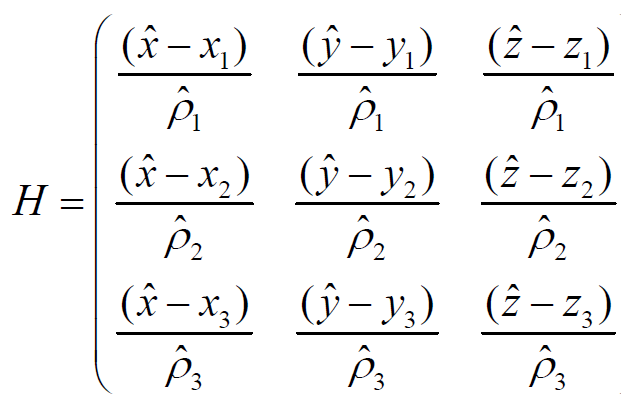 H = ( (x̂ − x₁)/ρ̂₁ (ŷ − y₁)/ρ̂₁ (ẑ − z₁)/ρ̂₁
(x̂ − x₂)/ρ̂₂ (ŷ − y₂)/ρ̂₂ (ẑ − z₂)/ρ̂₂
(x̂ − x₃)/ρ̂₃ (ŷ − y₃)/ρ̂₃ (ẑ − z₃)/ρ̂₃